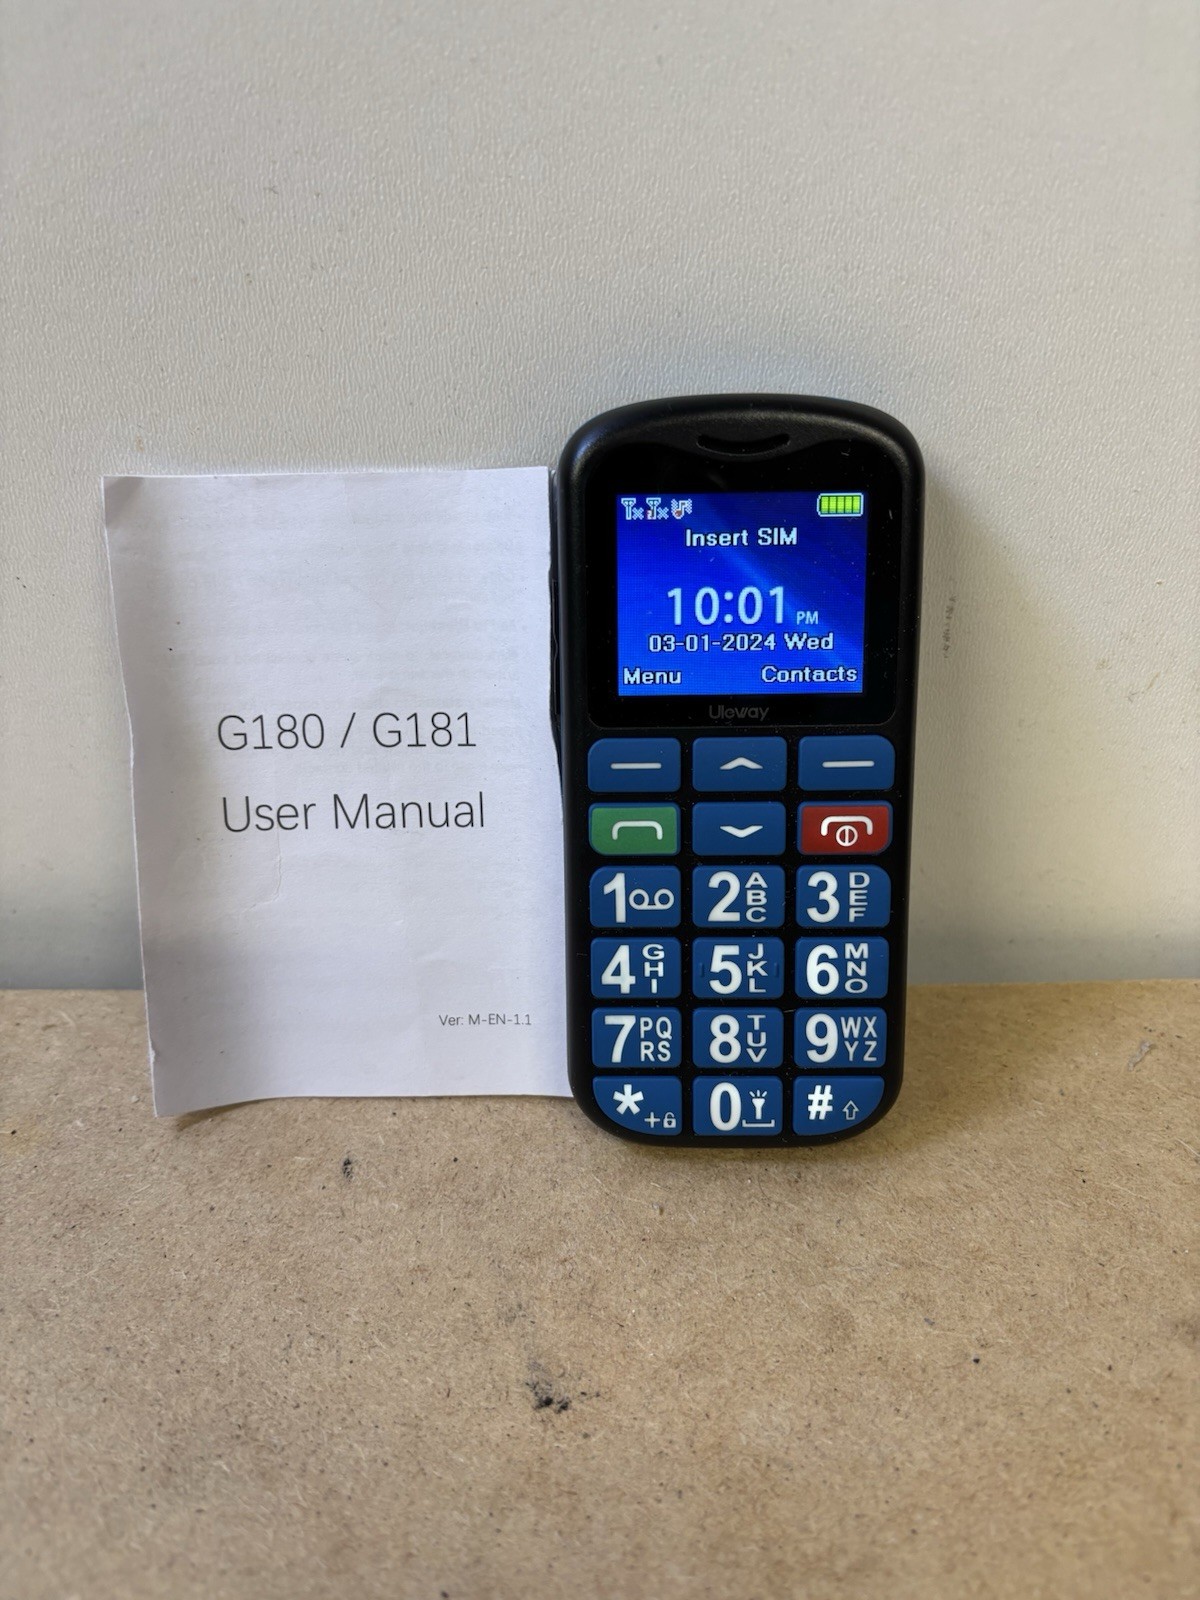 G180 / G181
User Manual
Ver: M-EN-1.1
Insert SIM
10:01 PM
03-01-2024 Wed
Menu Contacts
Uleway
1 2 ABC 3 DEF
4 GHI 5 JKL 6 MNO
7 PQRS 8 TUV 9 WXYZ
*+ 0 #